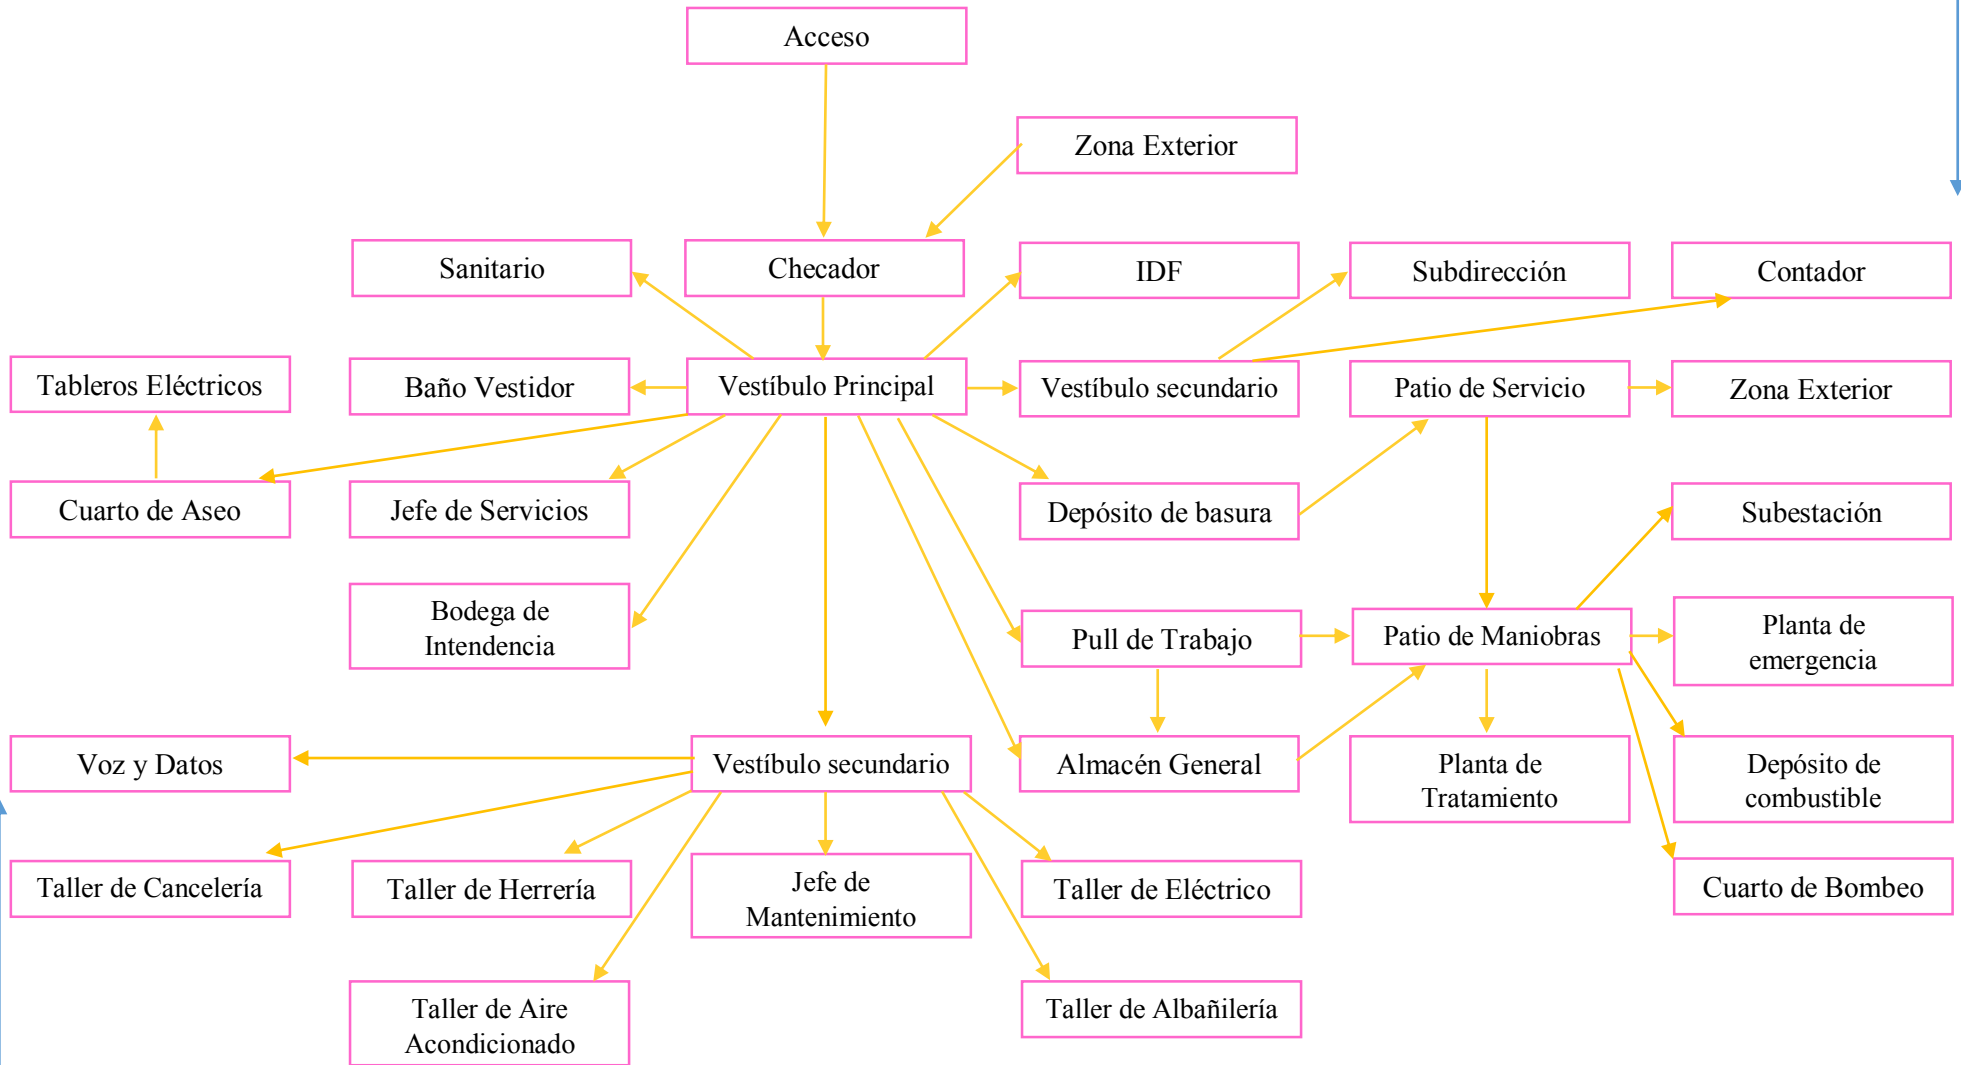 Acceso
Zona Exterior
Sanitario
Checador
IDF
Subdirección
Contador
Tableros Eléctricos
Baño Vestidor
Vestíbulo Principal
Vestíbulo secundario
Patio de Servicio
Zona Exterior
Cuarto de Aseo
Jefe de Servicios
Depósito de basura
Subestación
Bodega de
Intendencia
Pull de Trabajo
Patio de Maniobras
Planta de
emergencia
Voz y Datos
Vestíbulo secundario
Almacén General
Planta de
Tratamiento
Depósito de
combustible
Taller de Cancelería
Taller de Herrería
Jefe de
Mantenimiento
Taller de Eléctrico
Cuarto de Bombeo
Taller de Aire
Acondicionado
Taller de Albañilería